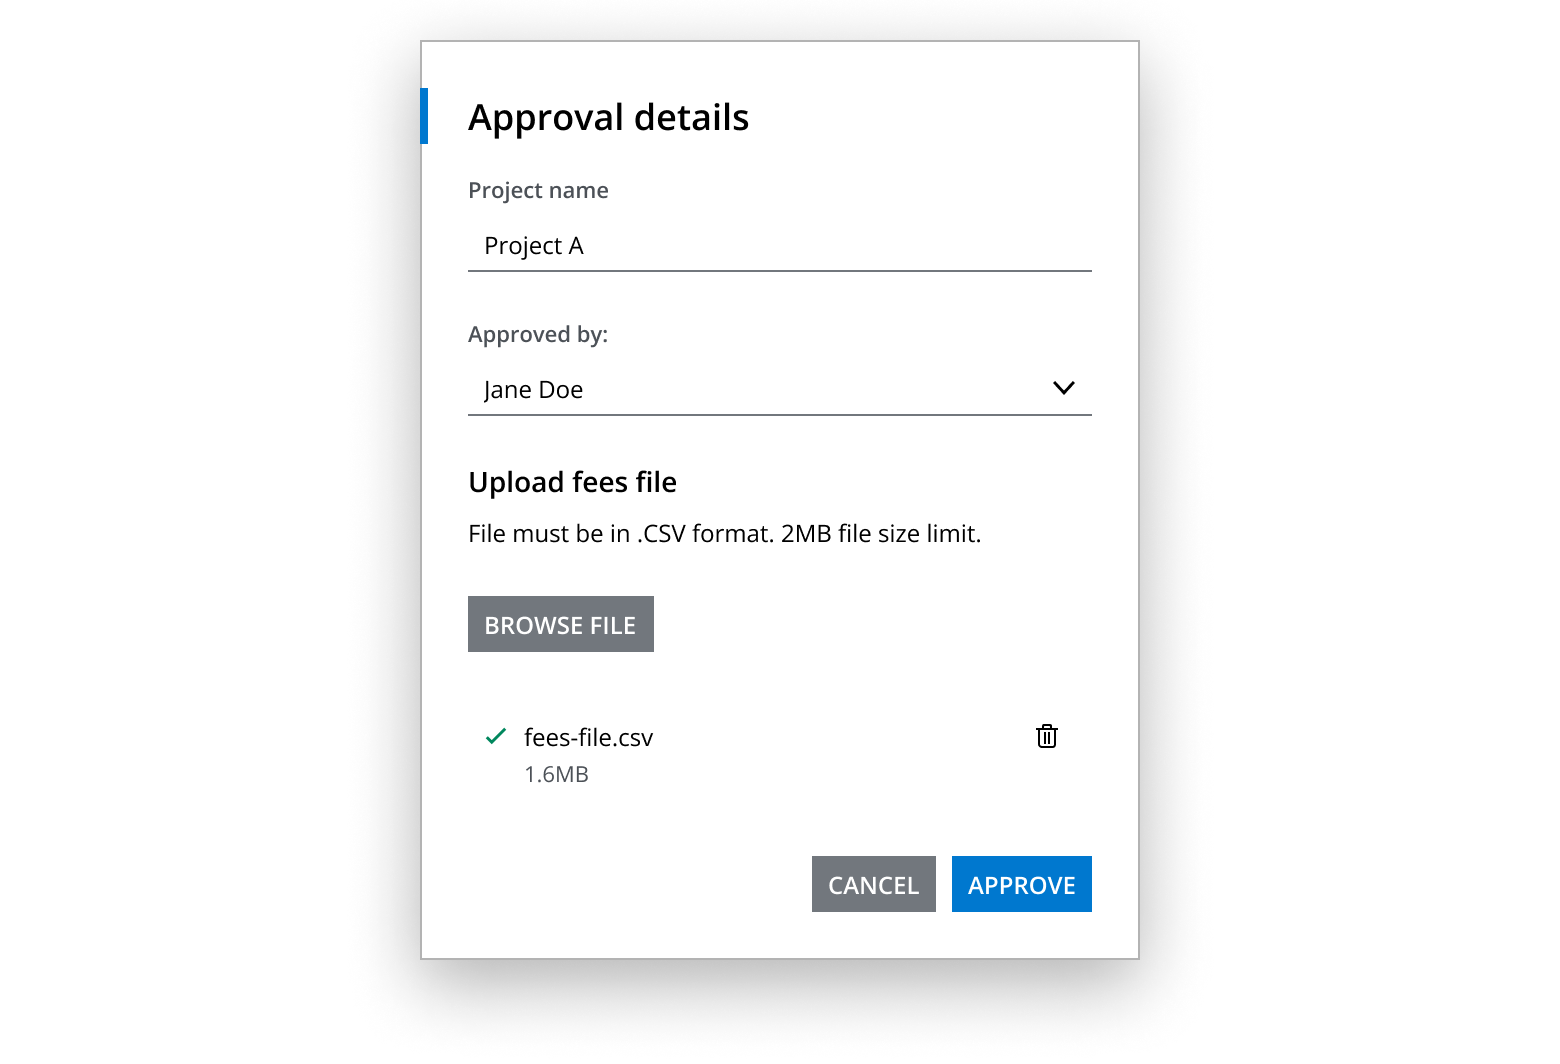 Approval details
Project name
Project A
Approved by:
Jane Doe
Upload fees file
File must be in .CSV format. 2MB file size limit.
BROWSE FILE
fees-file.csv
1.6MB
CANCEL APPROVE